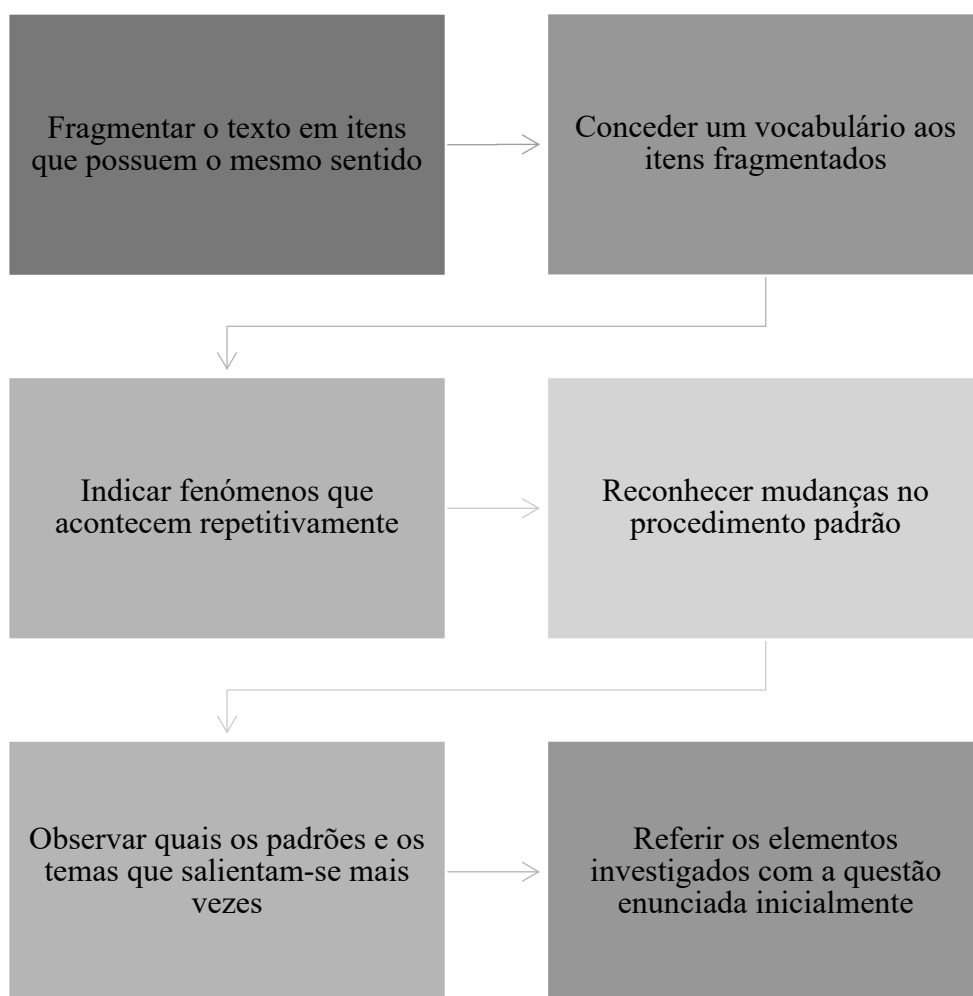 Fragmentar o texto em itens
que possuem o mesmo sentido
Conceder um vocabulário aos
itens fragmentados
Indicar fenómenos que
acontecem repetitivamente
Reconhecer mudanças no
procedimento padrão
Observar quais os padrões e os
temas que salientam-se mais
vezes
Referir os elementos
investigados com a questão
enunciada inicialmente